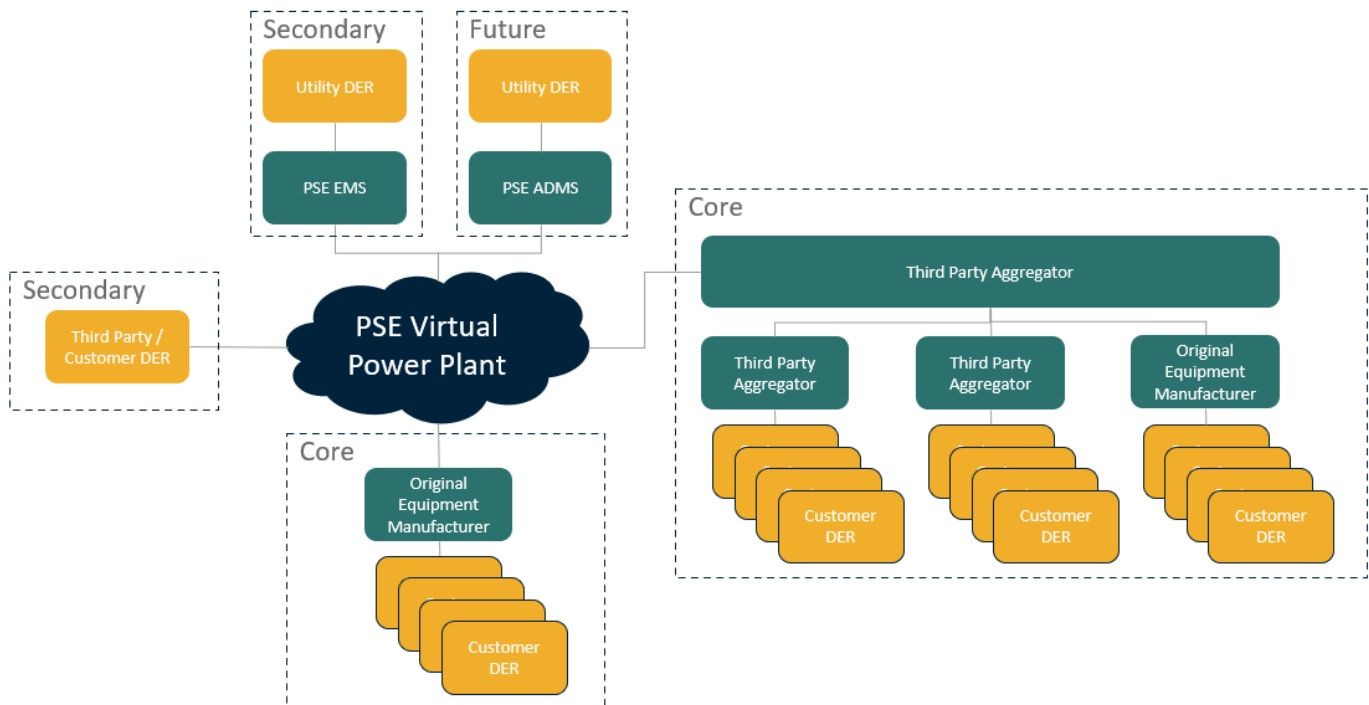 Secondary
Utility DER
PSE EMS
Future
Utility DER
PSE ADMS
Secondary
Third Party /
Customer DER
PSE Virtual
Power Plant
Core
Third Party Aggregator
Third Party
Aggregator
Third Party
Aggregator
Original
Equipment
Manufacturer
Customer
DER
Customer
DER
Customer
DER
Core
Original
Equipment
Manufacturer
Customer
DER